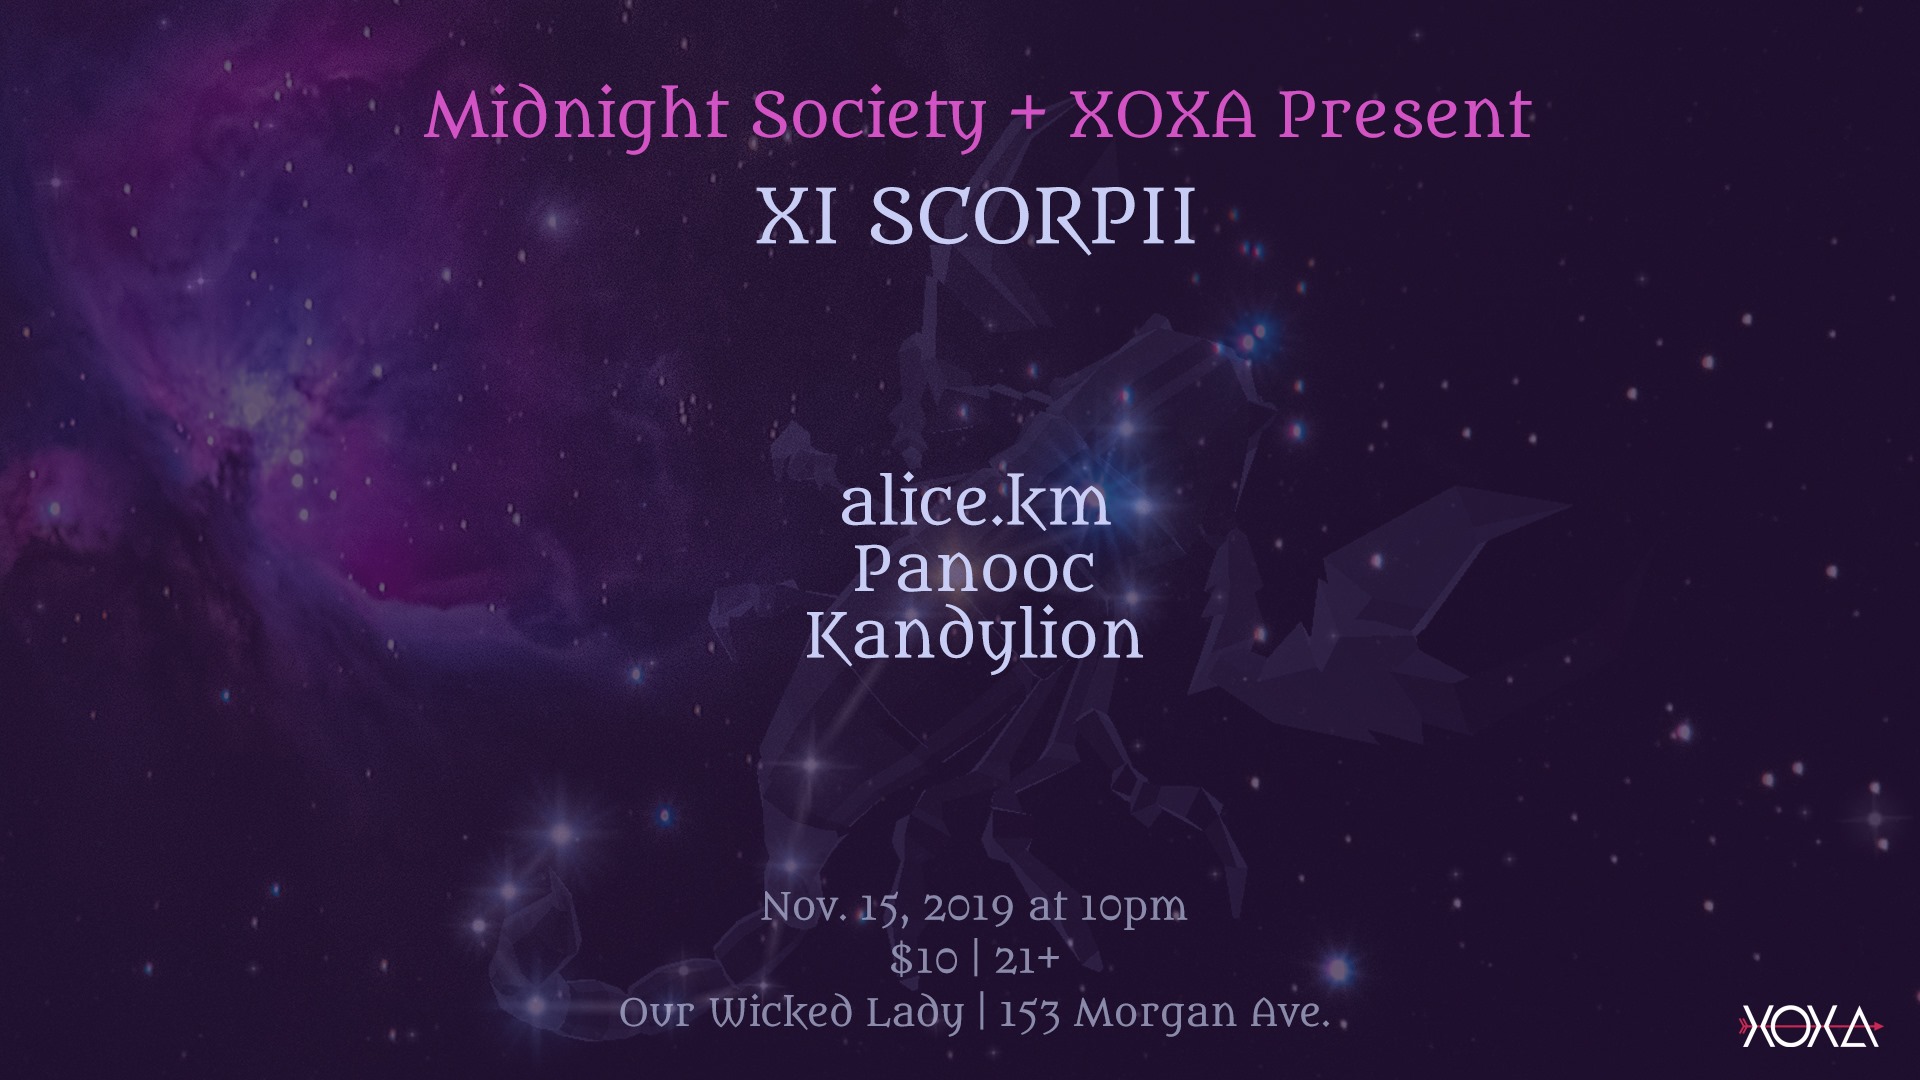 Midnight Society + XOXA Present
XI SCORPII
alice.km
Panooc
Kandylion
Nov. 15, 2019 at 10pm
$10 | 21+
Our Wicked Lady | 153 Morgan Ave.
XOXA